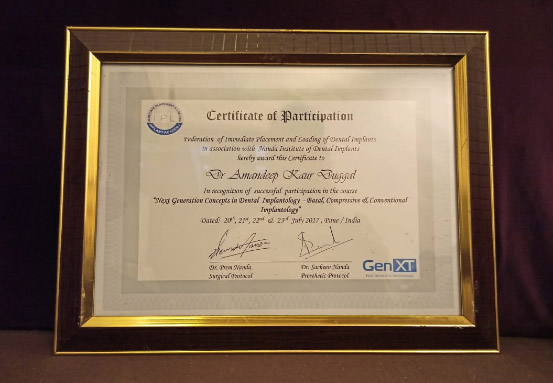 Certificate of Participation
IPL
Federation of Immediate Placement and Loading of Dental Implants
in association with Nanda Institute of Dental Implants
hereby award this Certificate to
Dr Amandeep Kaur Duggal
In recognition of successful participation in the course
"Next Generation Concepts in Dental Implantology - Basal, Compressive & Conventional
Implantology"
Dated: 20th, 21st, 22nd & 23rd July 2017, Pune / India
Dr. Prem Nanda
Surgical Protocol
Dr. Sarkaur Nanda
Prosthetic Protocol
GenXT